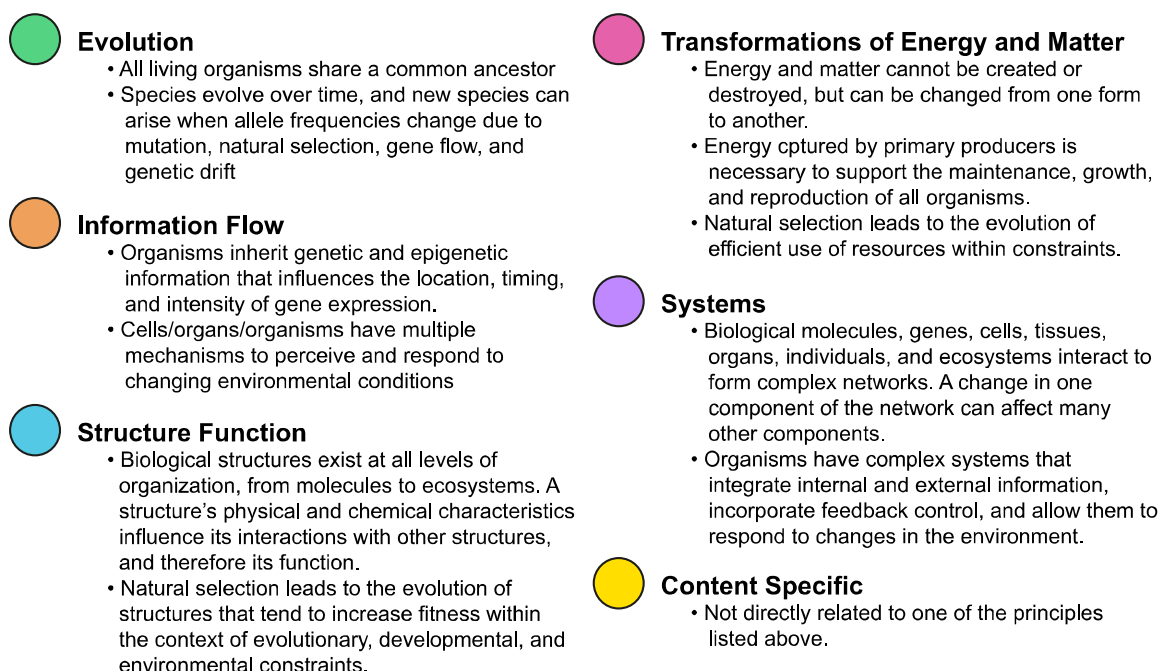 Evolution
• All living organisms share a common ancestor
• Species evolve over time, and new species can
arise when allele frequencies change due to
mutation, natural selection, gene flow, and
genetic drift
Information Flow
• Organisms inherit genetic and epigenetic
information that influences the location, timing,
and intensity of gene expression.
• Cells/organs/organisms have multiple
mechanisms to perceive and respond to
changing environmental conditions
Structure Function
• Biological structures exist at all levels of
organization, from molecules to ecosystems. A
structure's physical and chemical characteristics
influence its interactions with other structures,
and therefore its function.
• Natural selection leads to the evolution of
structures that tend to increase fitness within
the context of evolutionary, developmental, and
environmental constraints.
Transformations of Energy and Matter
• Energy and matter cannot be created or
destroyed, but can be changed from one form
to another.
• Energy cptured by primary producers is
necessary to support the maintenance, growth,
and reproduction of all organisms.
• Natural selection leads to the evolution of
efficient use of resources within constraints.
Systems
• Biological molecules, genes, cells, tissues,
organs, individuals, and ecosystems interact to
form complex networks. A change in one
component of the network can affect many
other components.
• Organisms have complex systems that
integrate internal and external information,
incorporate feedback control, and allow them to
respond to changes in the environment.
Content Specific
• Not directly related to one of the principles
listed above.